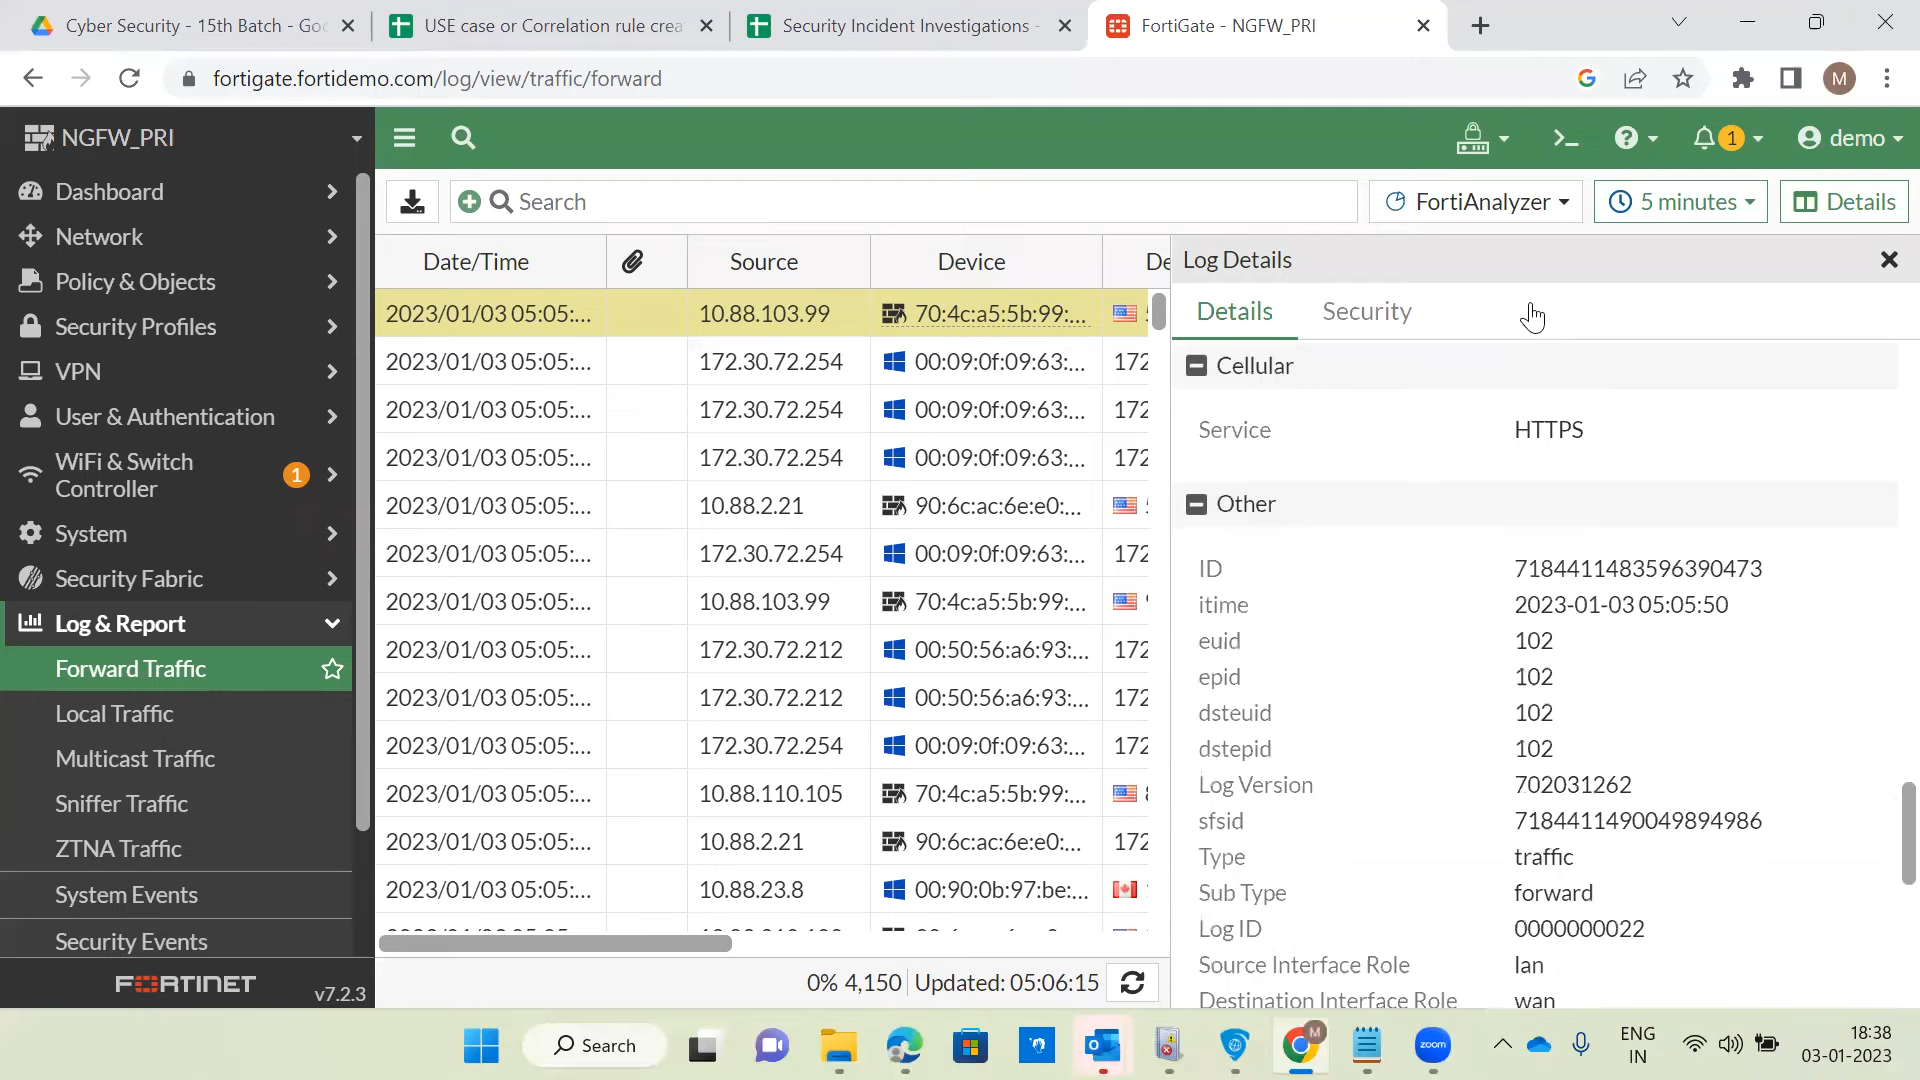 Cyber Security - 15th Batch - Goo
USE case or Correlation rule crea
Security Incident Investigations -
FortiGate - NGFW_PRI
fortigate.fortidemo.com/log/view/traffic/forward
M
NGFW_PRI
1
demo
Dashboard
Network
Policy & Objects
Security Profiles
VPN
User & Authentication
WiFi & Switch
Controller
1
System
Security Fabric
Log & Report
Forward Traffic
Local Traffic
Multicast Traffic
Sniffer Traffic
ZTNA Traffic
System Events
Security Events
FORTINET
v7.2.3
Search
FortiAnalyzer
5 minutes
Details
Date/Time Source Device De
2023/01/03 05:05:... 10.88.103.99 70:4c:a5:5b:99:...
2023/01/03 05:05:... 172.30.72.254 00:09:0f:09:63:... 172
2023/01/03 05:05:... 172.30.72.254 00:09:0f:09:63:... 172
2023/01/03 05:05:... 172.30.72.254 00:09:0f:09:63:... 172
2023/01/03 05:05:... 10.88.2.21 90:6c:ac:6e:e0:...
2023/01/03 05:05:... 172.30.72.254 00:09:0f:09:63:... 172
2023/01/03 05:05:... 10.88.103.99 70:4c:a5:5b:99:...
2023/01/03 05:05:... 172.30.72.212 00:50:56:a6:93:... 172
2023/01/03 05:05:... 172.30.72.212 00:50:56:a6:93:... 172
2023/01/03 05:05:... 172.30.72.254 00:09:0f:09:63:... 172
2023/01/03 05:05:... 10.88.110.105 70:4c:a5:5b:99:...
2023/01/03 05:05:... 10.88.2.21 90:6c:ac:6e:e0:... 172
2023/01/03 05:05:... 10.88.23.8 00:90:0b:97:be:...
0% 4,150 Updated: 05:06:15
Log Details
Details Security
Cellular
Service HTTPS
Other
ID 7184411483596390473
itime 2023-01-03 05:05:50
euid 102
epid 102
dsteuid 102
dstepid 102
Log Version 702031262
sfsid 7184411490049894986
Type traffic
Sub Type forward
Log ID 0000000022
Source Interface Role lan
Destination Interface Role wan
Search
M
zoom
ENG
IN
18:38
03-01-2023